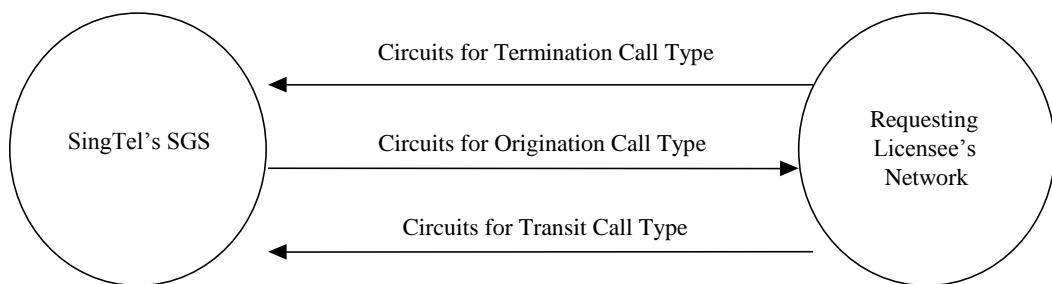 Circuits for Termination Call Type
SingTel's SGS
Circuits for Origination Call Type
Requesting
Licensee's
Network
Circuits for Transit Call Type